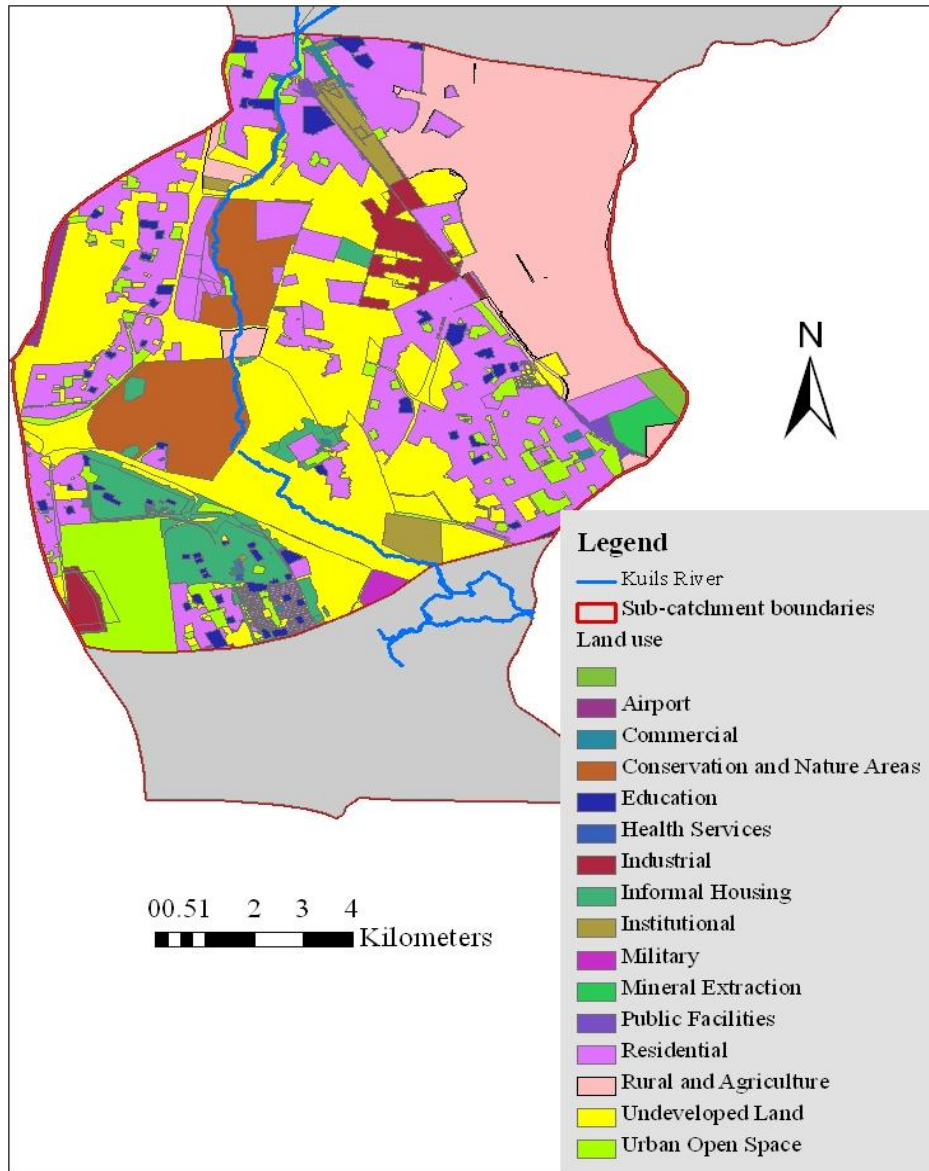 N
Legend
Kuils River
Sub-catchment boundaries
Land use
Airport
Commercial
Conservation and Nature Areas
Education
Health Services
Industrial
Informal Housing
Institutional
Military
Mineral Extraction
Public Facilities
Residential
Rural and Agriculture
Undeveloped Land
Urban Open Space
00.51 2 3 4
Kilometers